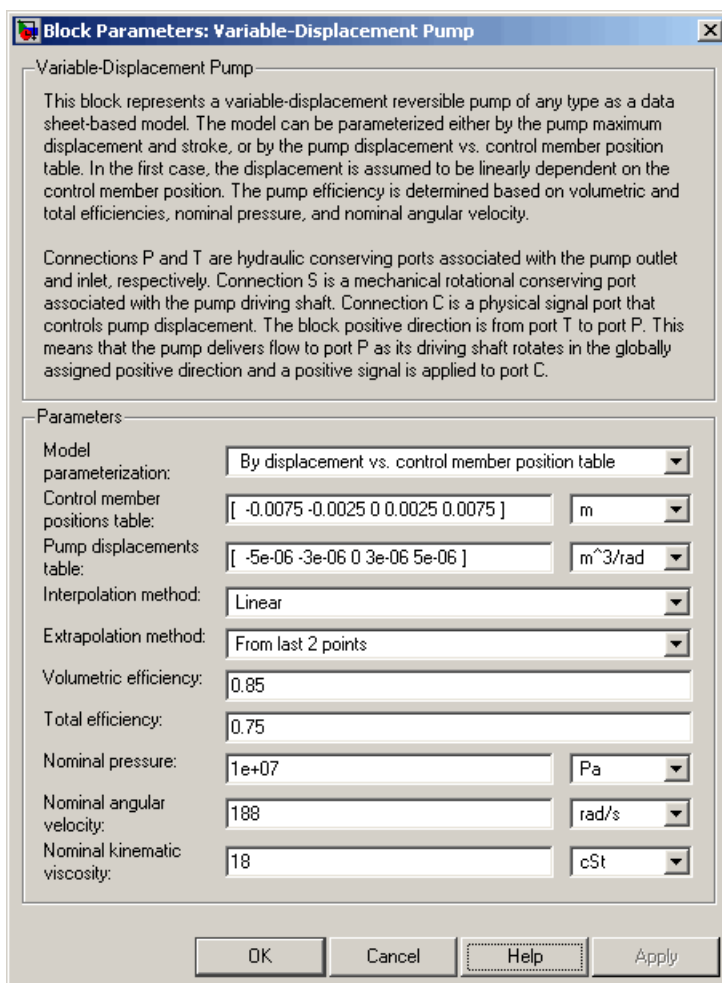 Block Parameters: Variable-Displacement Pump
Variable-Displacement Pump
This block represents a variable-displacement reversible pump of any type as a data
sheet-based model. The model can be parameterized either by the pump maximum
displacement and stroke, or by the pump displacement vs. control member position
table. In the first case, the displacement is assumed to be linearly dependent on the
control member position. The pump efficiency is determined based on volumetric and
total efficiencies, nominal pressure, and nominal angular velocity.
Connections P and T are hydraulic conserving ports associated with the pump outlet
and inlet, respectively. Connection S is a mechanical rotational conserving port
associated with the pump driving shaft. Connection C is a physical signal port that
controls pump displacement. The block positive direction is from port T to port P. This
means that the pump delivers flow to port P as its driving shaft rotates in the globally
assigned positive direction and a positive signal is applied to port C.
Parameters
Model
parameterization:
By displacement vs. control member position table
Control member
positions table:
[ -0.0075 -0.0025 0 0.0025 0.0075 ]
m
Pump displacements
table:
[ -5e-06 -3e-06 0 3e-06 5e-06 ]
m^3/rad
Interpolation method:
Linear
Extrapolation method:
From last 2 points
Volumetric efficiency:
0.85
Total efficiency:
0.75
Nominal pressure:
1e+07
Pa
Nominal angular
velocity:
188
rad/s
Nominal kinematic
viscosity:
18
cSt
OK
Cancel
Help
Apply